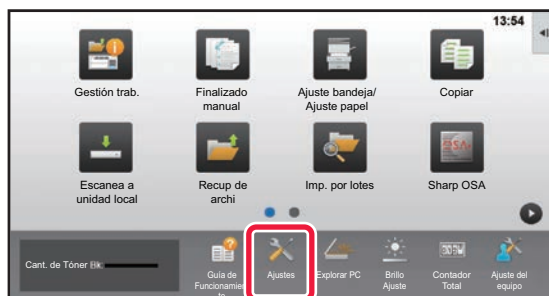 13:54
Gestión trab.
Finalizado
manual
Ajuste bandeja/
Ajuste papel
Copiar
Escanea a
unidad local
Recup de
archi
Imp. por lotes
Sharp OSA
Cant. de Tóner Bk:
Guía de
Funcionamien
to
Ajustes
Explorar PC
Brillo
Ajuste
Contador
Total
Ajuste del
equipo